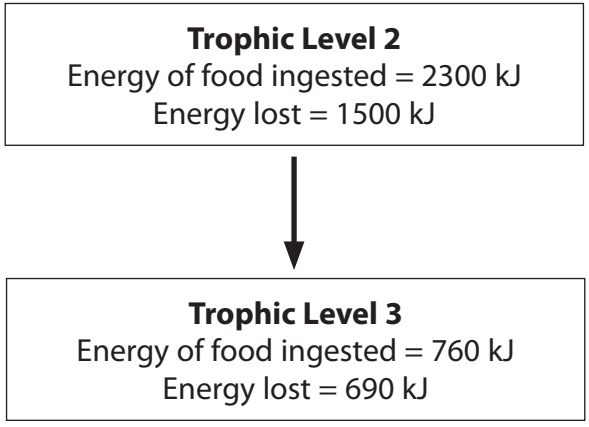 Trophic Level 2
Energy of food ingested = 2300 kJ
Energy lost = 1500 kJ
Trophic Level 3
Energy of food ingested = 760 kJ
Energy lost = 690 kJ